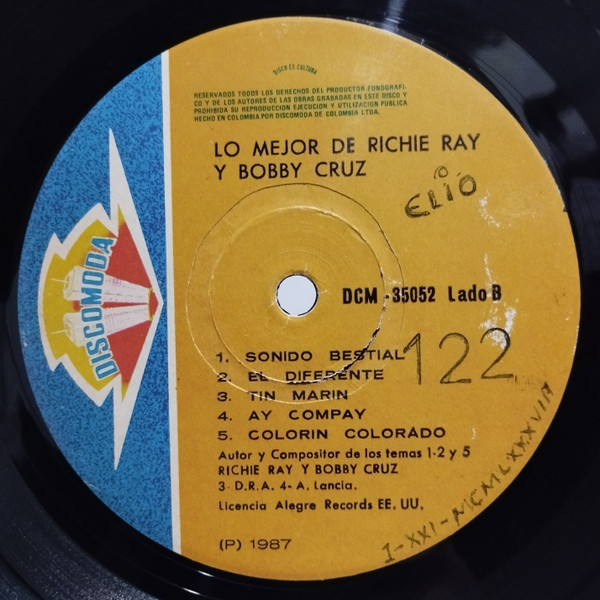 DISCO ES CULTURA
RESERVADOS TODOS LOS DERECHOS DEL PRODUCTOR FONOGRAFI-
CO Y DE LOS AUTORES DE LAS OBRAS GRABADAS EN ESTE DISCO Y
PROHIBIDA SU REPRODUCCION EJECUCION Y UTILIZACION PUBLICA
HECHO EN COLOMBIA POR DISCOMODA DE COLOMBIA LTDA.
LO MEJOR DE RICHIE RAY
Y BOBBY CRUZ
ELIO
DISCOMODA
DCM - 35052 Lado B
122
1. SONIDO BESTIAL
2. EL DIFERENTE
3. TIN MARIN
4. AY COMPAY
5. COLORIN COLORADO
Autor y Compositor de los temas 1-2 y 5
RICHIE RAY Y BOBBY CRUZ
3- D.R.A. 4- A, Lancia.
Licencia Alegre Records EE, UU,
(P) 1987